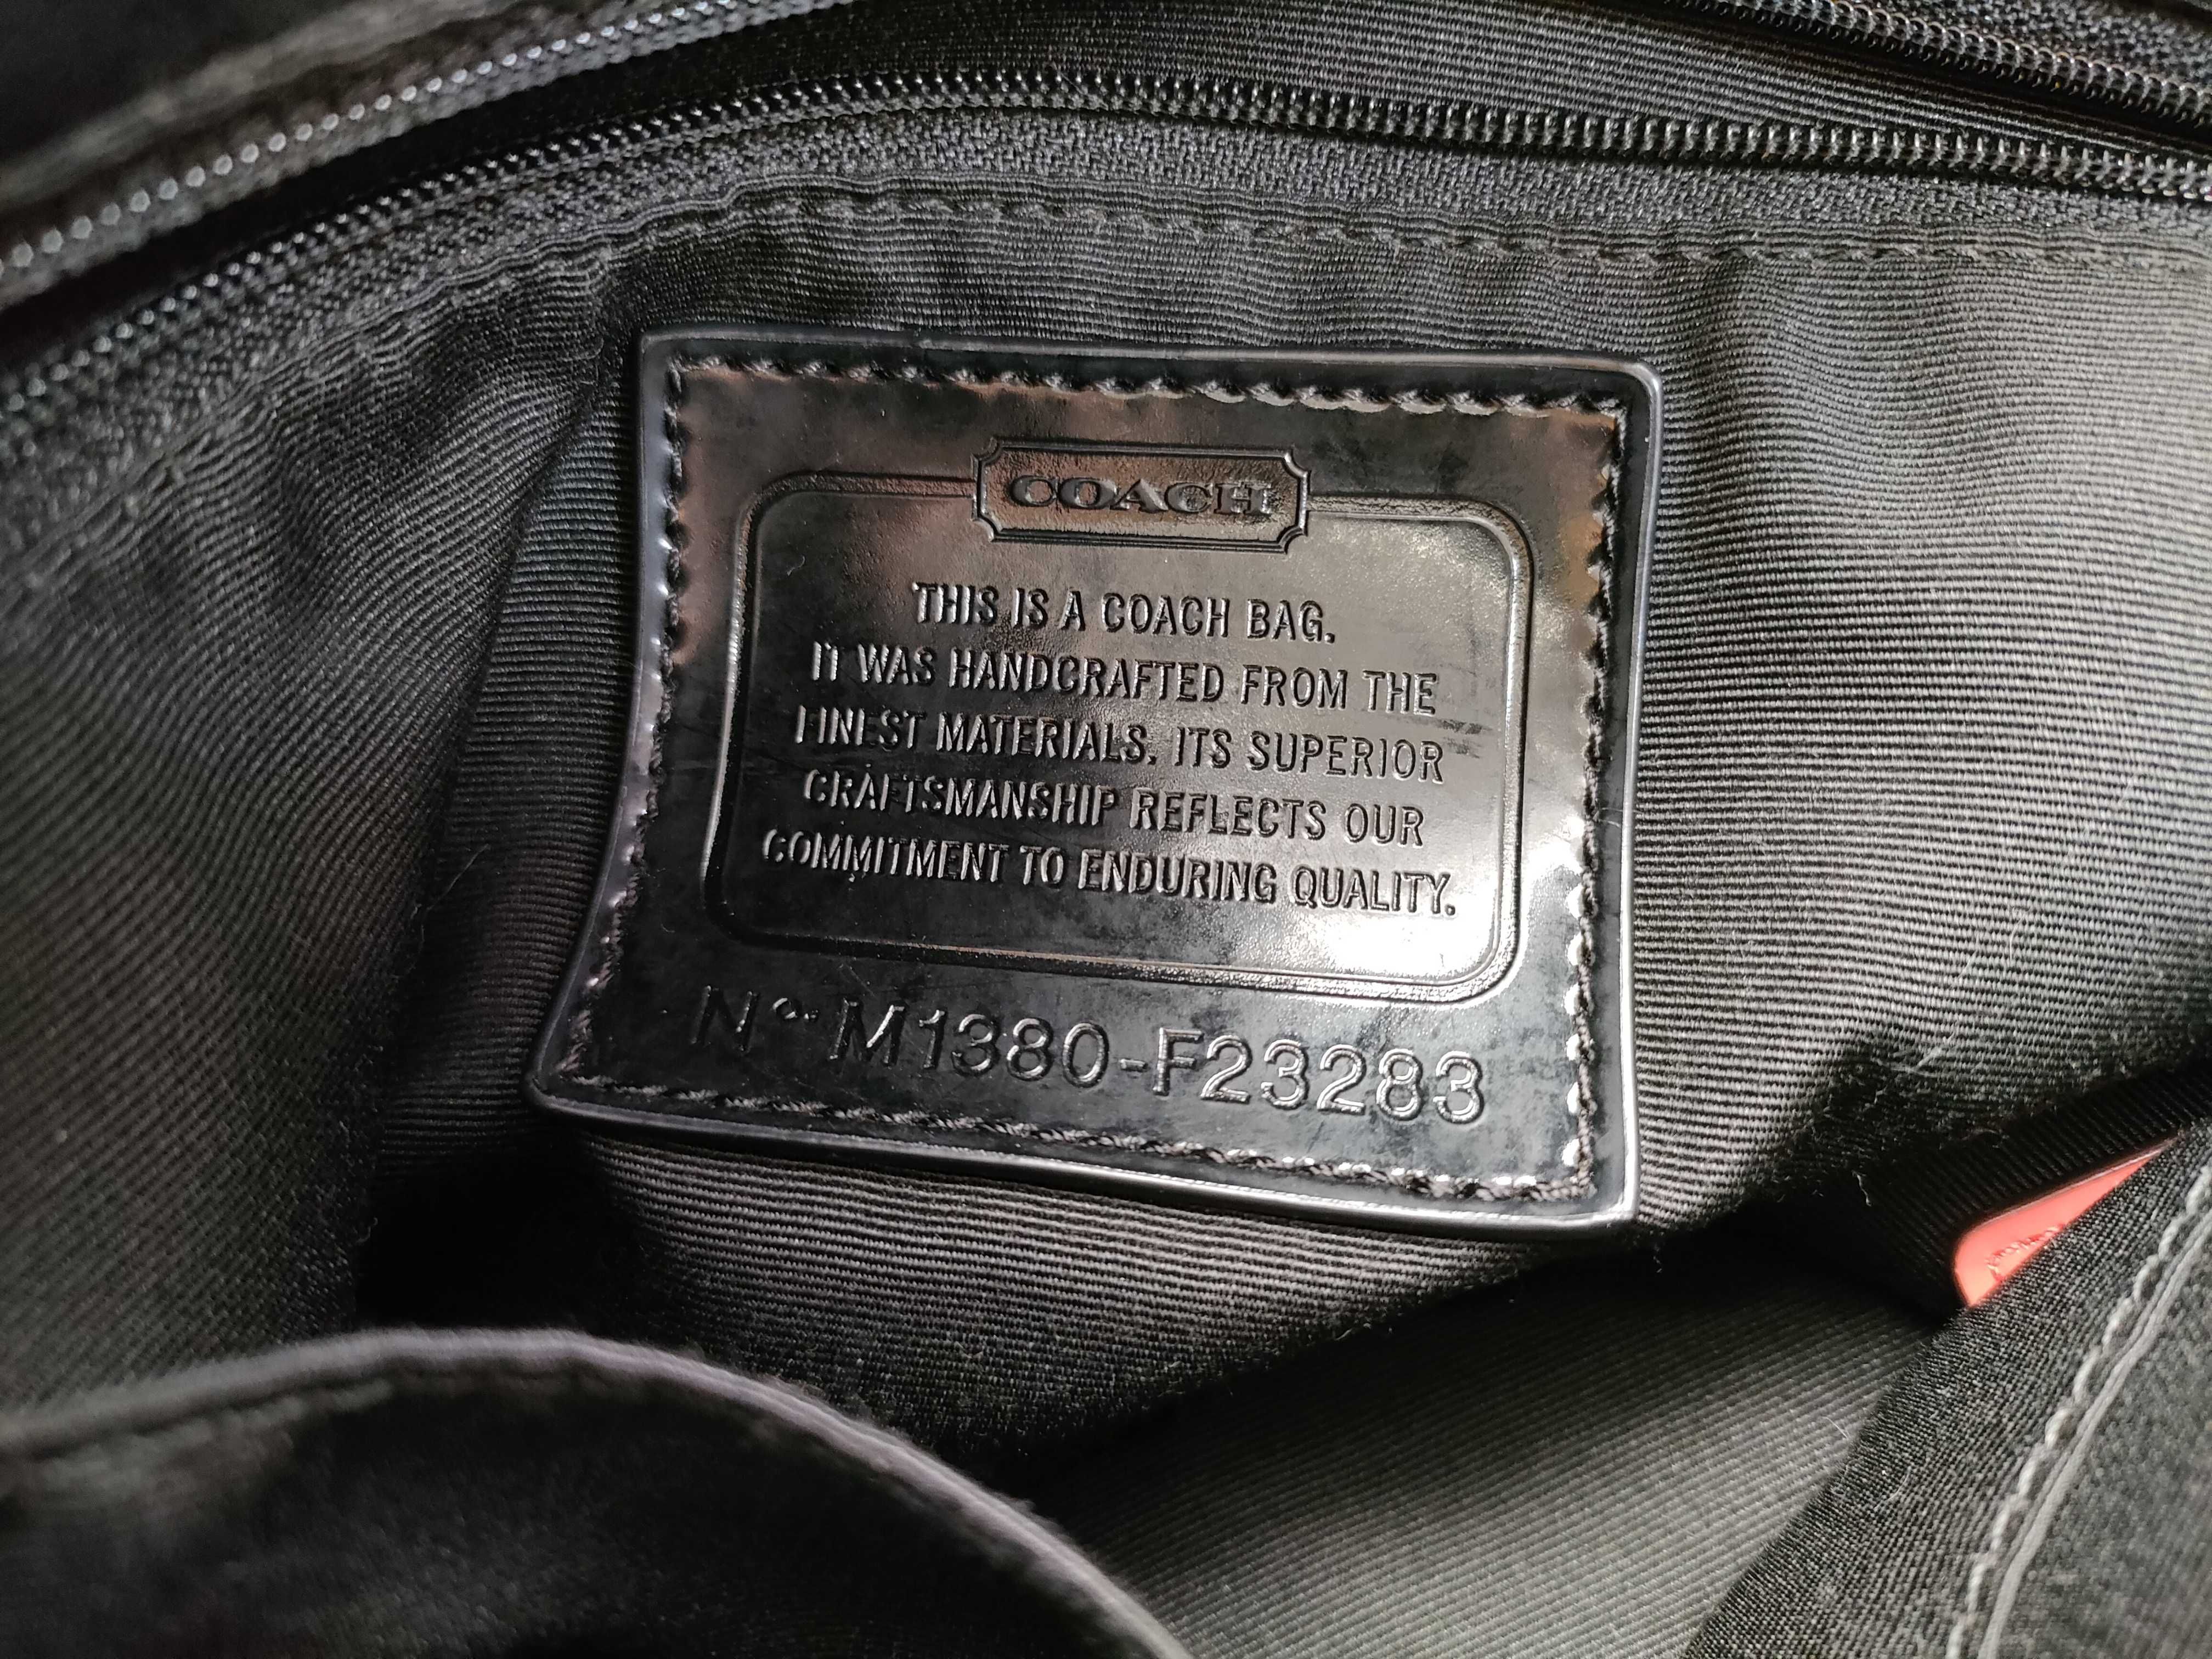 COACH
THIS IS A COACH BAG.
IT WAS HANDCRAFTED FROM THE
FINEST MATERIALS. ITS SUPERIOR
CRAFTSMANSHIP REFLECTS OUR
COMMITMENT TO ENDURING QUALITY.
Nº M1380-F23283